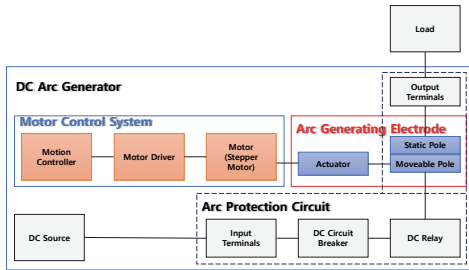 Load
DC Arc Generator
Output
Terminals
Motor Control System
Arc Generating Electrode
Motion
Controller
Motor Driver
Motor
(Stepper
Motor)
Actuator
Static Pole
Moveable Pole
Arc Protection Circuit
DC Source
Input
Terminals
DC Circuit
Breaker
DC Relay